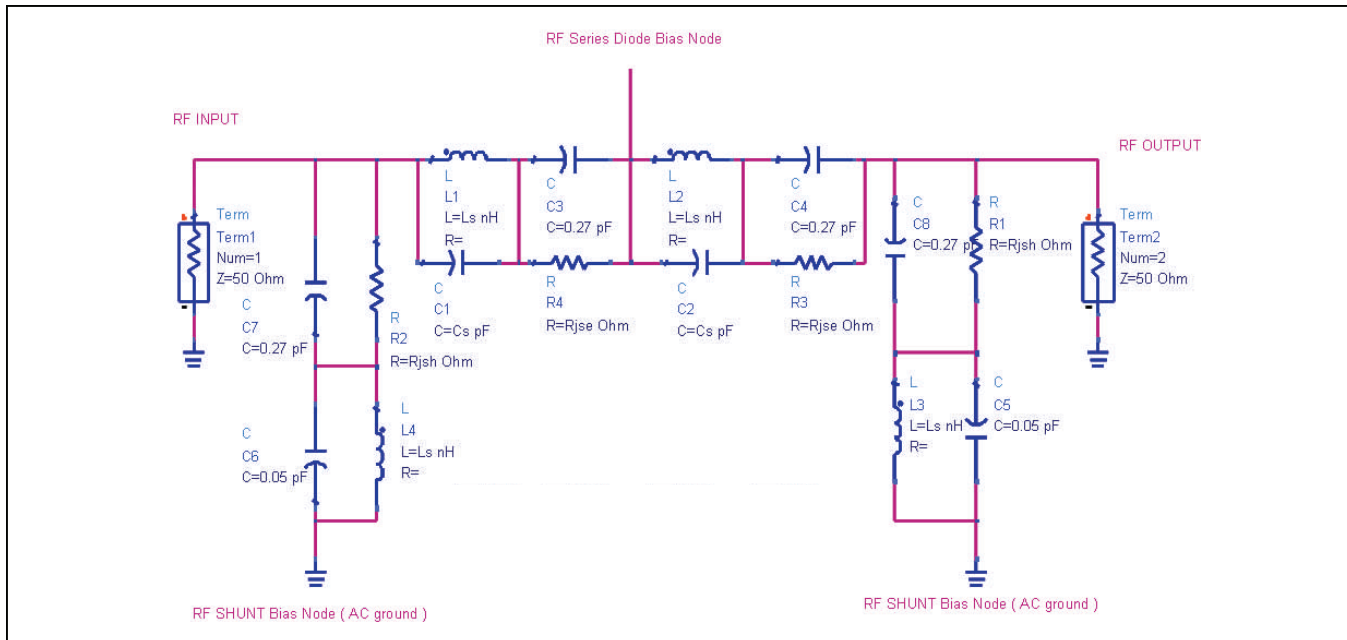 RF Series Diode Bias Node
RF INPUT
RF OUTPUT
Term
Term1
Num=1
Z=50 Ohm
C
C7
C=0.27 pF
R
R2
R=Rjsh Ohm
L
L1
L=Ls nH
R=
C
C1
C=Cs pF
C
C3
C=0.27 pF
R
R4
R=Rjse Ohm
L
L2
L=Ls nH
R=
C
C2
C=Cs pF
C
C4
C=0.27 pF
R
R3
R=Rjse Ohm
C
C8
C=0.27 pF
R
R1
R=Rjsh Ohm
Term
Term2
Num=2
Z=50 Ohm
C
C6
C=0.05 pF
L
L4
L=Ls nH
R=
L
L3
L=Ls nH
R=
C
C5
C=0.05 pF
RF SHUNT Bias Node ( AC ground )
RF SHUNT Bias Node ( AC ground )